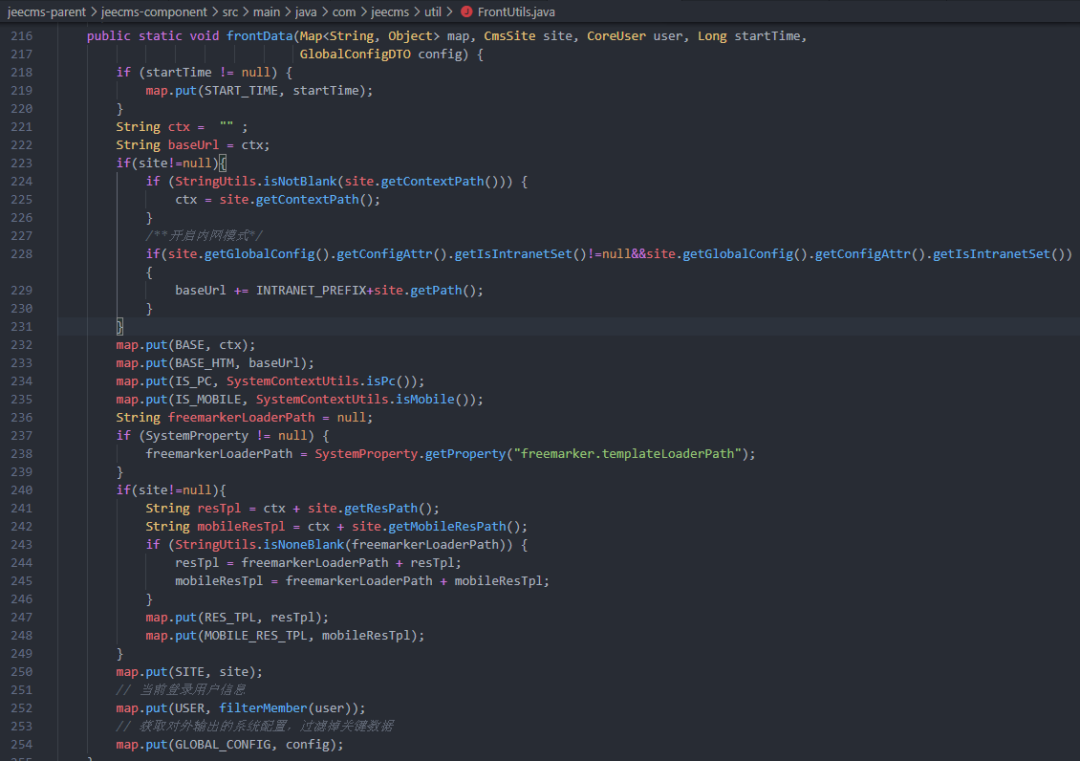 jeecms-parent > jeecms-component > src > main > java > com > jeecms > util > FrontUtils.java
216 public static void frontData(Map<String, Object> map, CmsSite site, CoreUser user, Long startTime,
217 GlobalConfigDTO config) {
218 if (startTime != null) {
219 map.put(START_TIME, startTime);
220 }
221 String ctx = "" ;
222 String baseUrl = ctx;
223 if(site!=null){
224 if (StringUtils.isNotBlank(site.getContextPath())) {
225 ctx = site.getContextPath();
226 }
227 /**开启内网模式*/
228 if(site.getGlobalConfig().getConfigAttr().getIsIntranetSet()!=null&&site.getGlobalConfig().getConfigAttr().getIsIntranetSet())
{
229 baseUrl += INTRANET_PREFIX+site.getPath();
230 }
231 }
232 map.put(BASE, ctx);
233 map.put(BASE_HTM, baseUrl);
234 map.put(IS_PC, SystemContextUtils.isPc());
235 map.put(IS_MOBILE, SystemContextUtils.isMobile());
236 String freemarkerLoaderPath = null;
237 if (SystemProperty != null) {
238 freemarkerLoaderPath = SystemProperty.getProperty("freemarker.templateLoaderPath");
239 }
240 if(site!=null){
241 String resTpl = ctx + site.getResPath();
242 String mobileResTpl = ctx + site.getMobileResPath();
243 if (StringUtils.isNoneBlank(freemarkerLoaderPath)) {
244 resTpl = freemarkerLoaderPath + resTpl;
245 mobileResTpl = freemarkerLoaderPath + mobileResTpl;
246 }
247 map.put(RES_TPL, resTpl);
248 map.put(MOBILE_RES_TPL, mobileResTpl);
249 }
250 map.put(SITE, site);
251 // 当前登录用户信息
252 map.put(USER, filterMember(user));
253 // 获取对外输出的系统配置，过滤掉关键数据
254 map.put(GLOBAL_CONFIG, config);